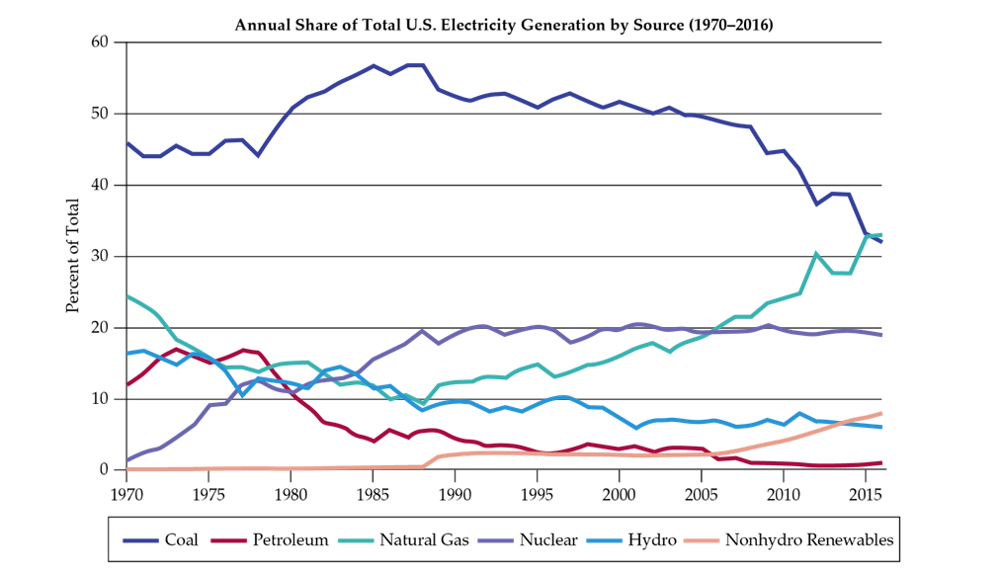 Annual Share of Total U.S. Electricity Generation by Source (1970–2016)
Percent of Total
60
50
40
30
20
10
0
1970 1975 1980 1985 1990 1995 2000 2005 2010 2015
Coal Petroleum Natural Gas Nuclear Hydro Nonhydro Renewables